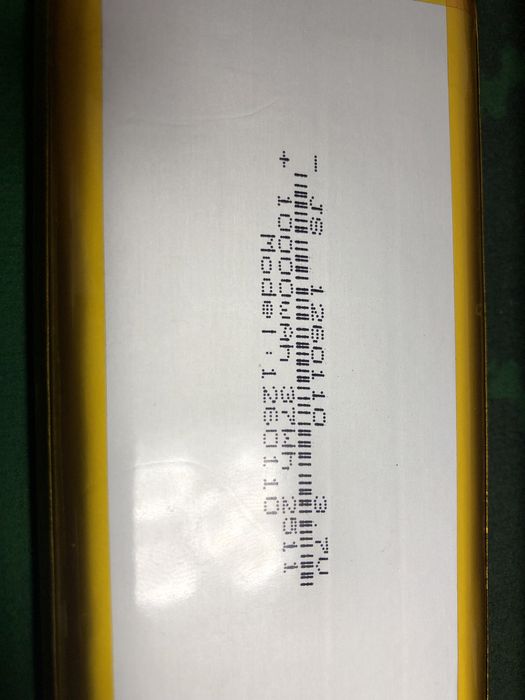 - JS 1260110 3.7V
+ 10000mAh 37Wh 2511
Model:1260110